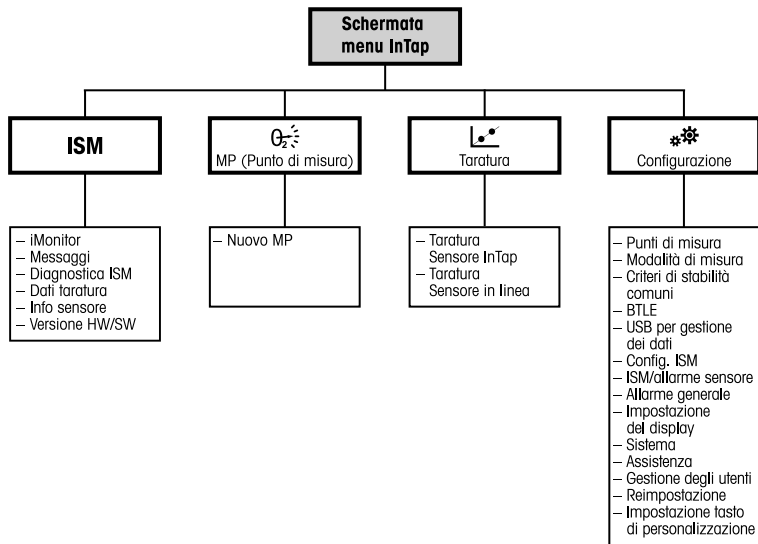 Schermata
menu InTap
ISM
O₂
MP (Punto di misura)
Taratura
Configurazione
– iMonitor
– Messaggi
– Diagnostica ISM
– Dati taratura
– Info sensore
– Versione HW/SW
– Nuovo MP
– Taratura
Sensore InTap
– Taratura
Sensore in linea
– Punti di misura
– Modalità di misura
– Criteri di stabilità
comuni
– BTLE
– USB per gestione
dei dati
– Config. ISM
– ISM/allarme sensore
– Allarme generale
– Impostazione
del display
– Sistema
– Assistenza
– Gestione degli utenti
– Reimpostazione
– Impostazione tasto
di personalizzazione